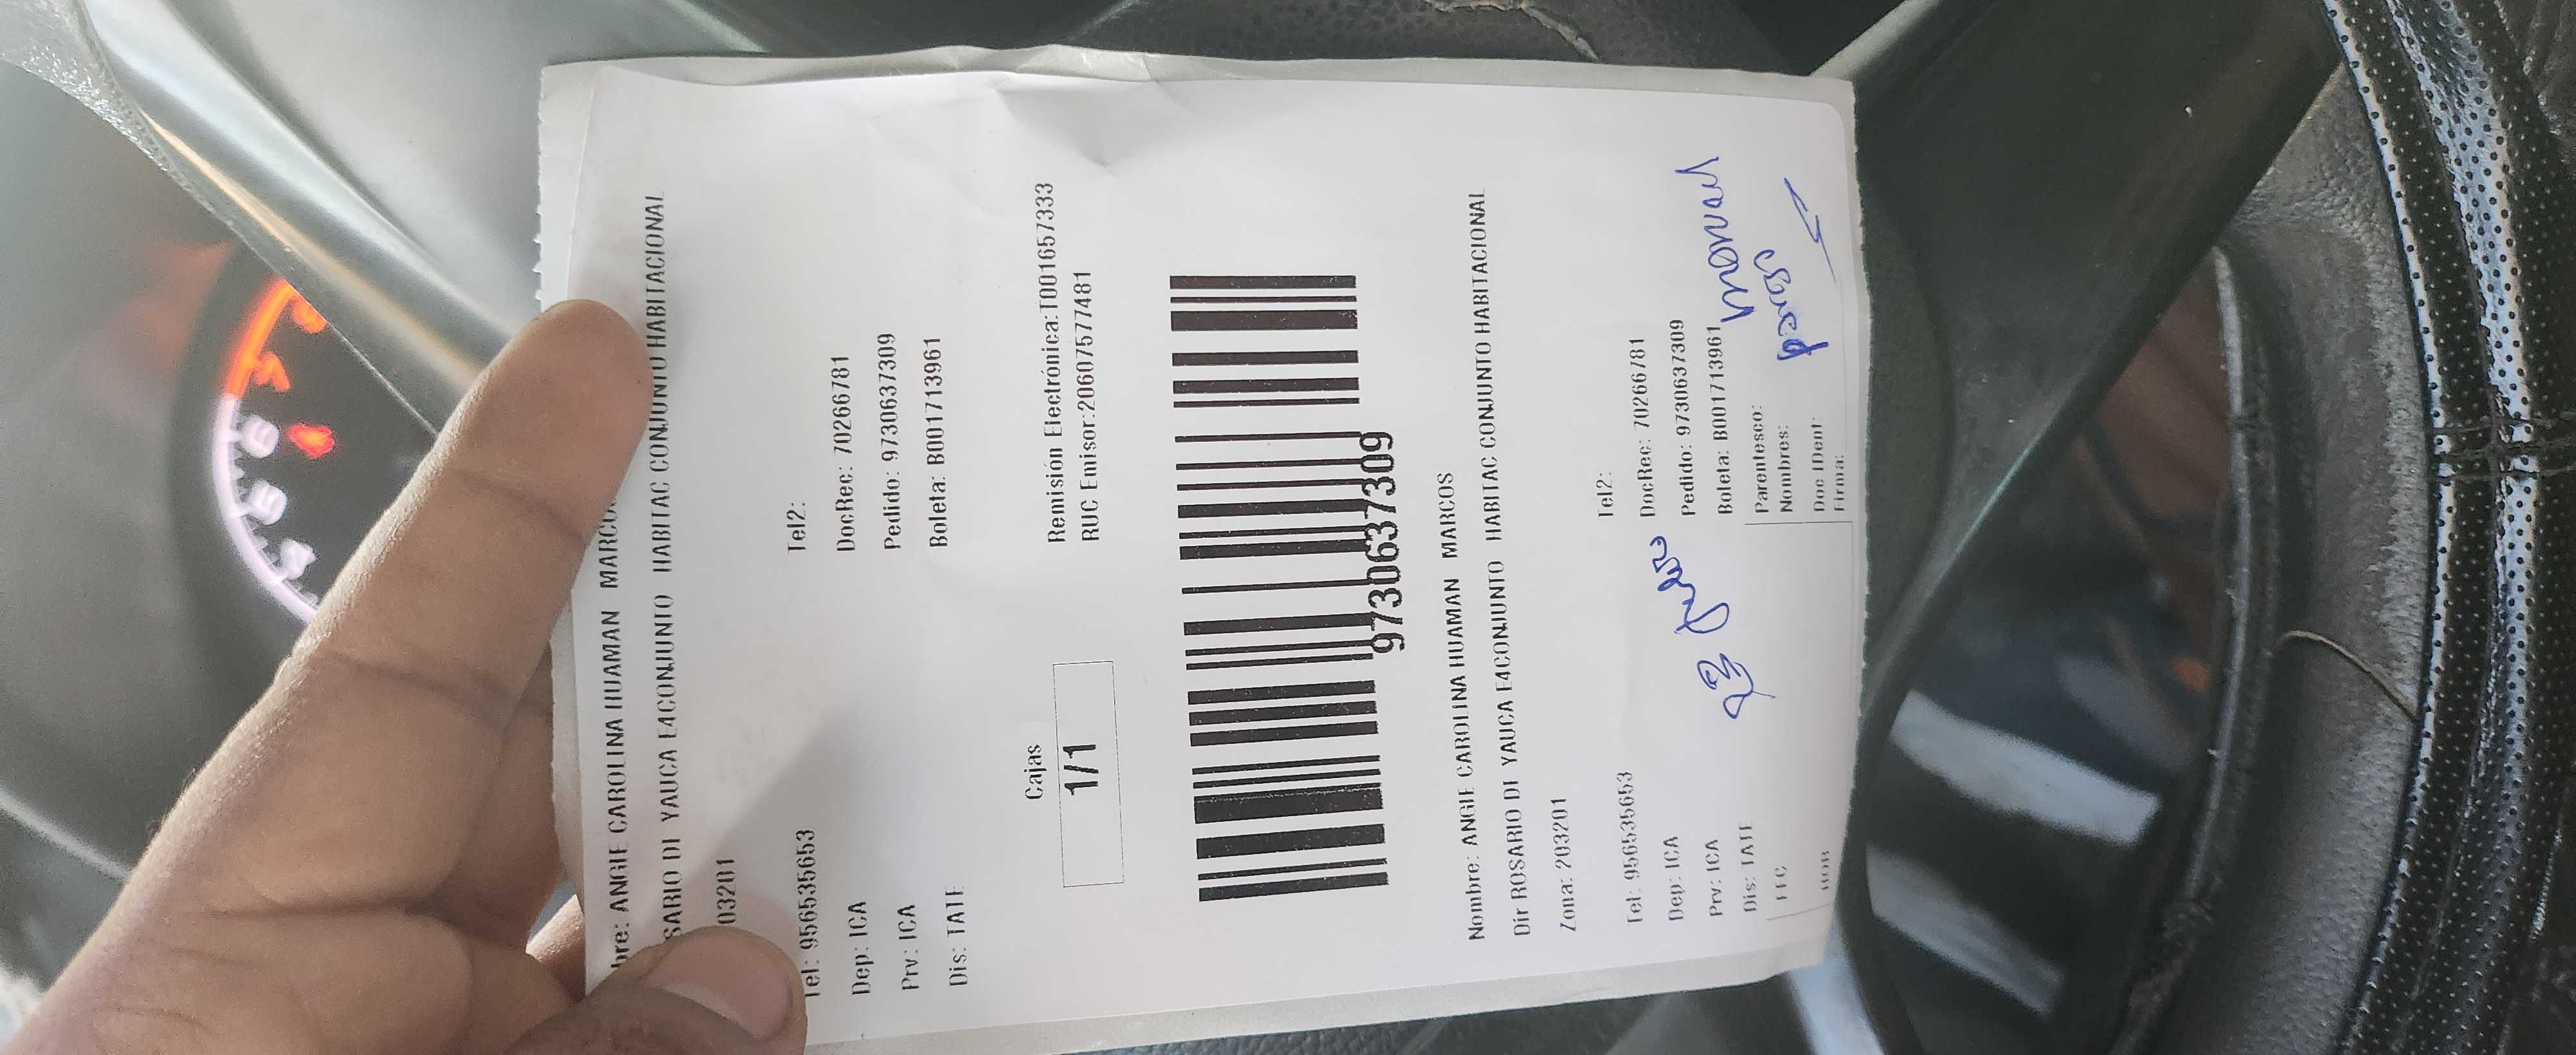 bre: ANGIE CAROLINA HUAMAN MARCO
SARIO DE YAUCA E4CONJUNTO HABITAC CONJUNTO HABITACIONAL
03201
Tel: 956535653 Tel2:
Dep: ICA DocRec: 70266781
Prv: ICA Pedido: 9730637309
Dis: TATE Boleta: B001713961
Cajas
1/1
Remisión Electrónica:T001657333
RUC Emisor:20607577481
9730637309
Nombre: ANGIE CAROLINA HUAMAN MARCOS
Dir ROSARIO DE YAUCA E4CONJUNTO HABITAC CONJUNTO HABITACIONAL
Zona: 203201
Tel: 956535653 Tel2:
Dep: ICA DocRec: 70266781
Prv: ICA Pedido: 9730637309
Dis: TATE Boleta: B001713961
Parentesco:
Nombres:
Doc IDent:
Firma: